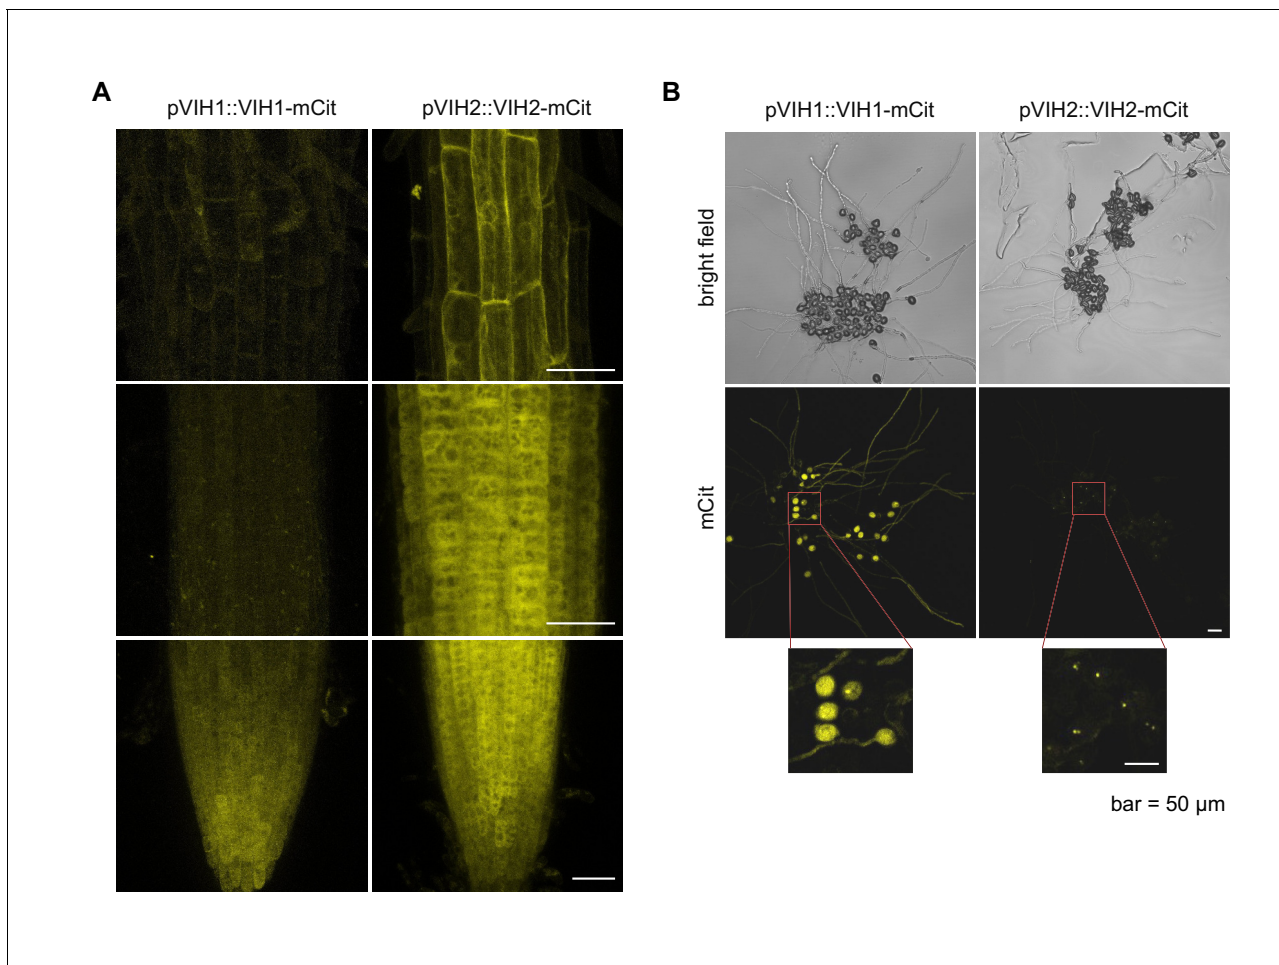 A
pVIH1::VIH1-mCit
pVIH2::VIH2-mCit
B
pVIH1::VIH1-mCit
pVIH2::VIH2-mCit
bright field
mCit
bar = 50 µm